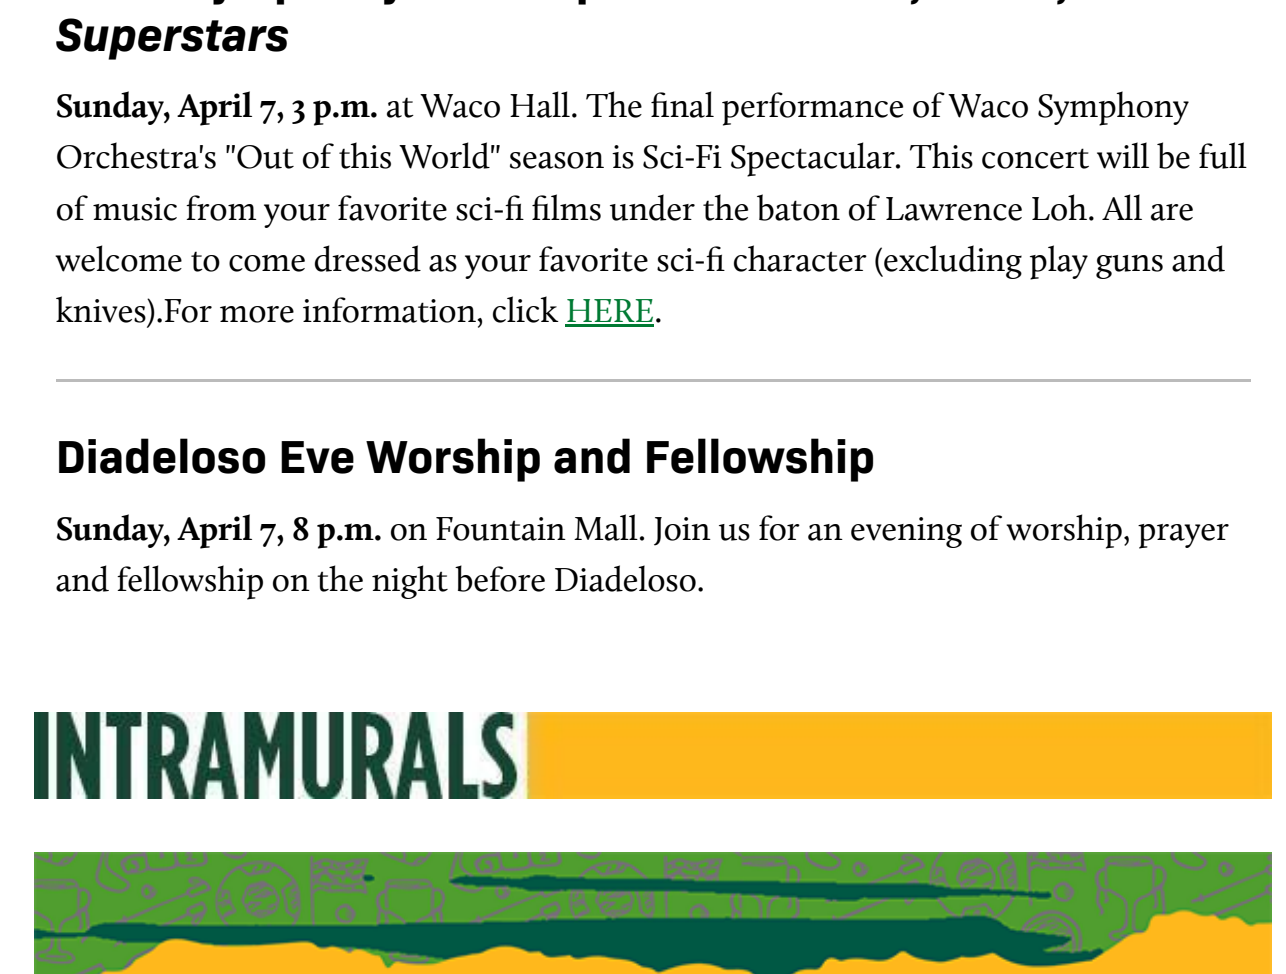 Superstars
Sunday, April 7, 3 p.m. at Waco Hall. The final performance of Waco Symphony
Orchestra's "Out of this World" season is Sci-Fi Spectacular. This concert will be full
of music from your favorite sci-fi films under the baton of Lawrence Loh. All are
welcome to come dressed as your favorite sci-fi character (excluding play guns and
knives).For more information, click HERE.
Diadeloso Eve Worship and Fellowship
Sunday, April 7, 8 p.m. on Fountain Mall. Join us for an evening of worship, prayer
and fellowship on the night before Diadeloso.
INTRAMURALS